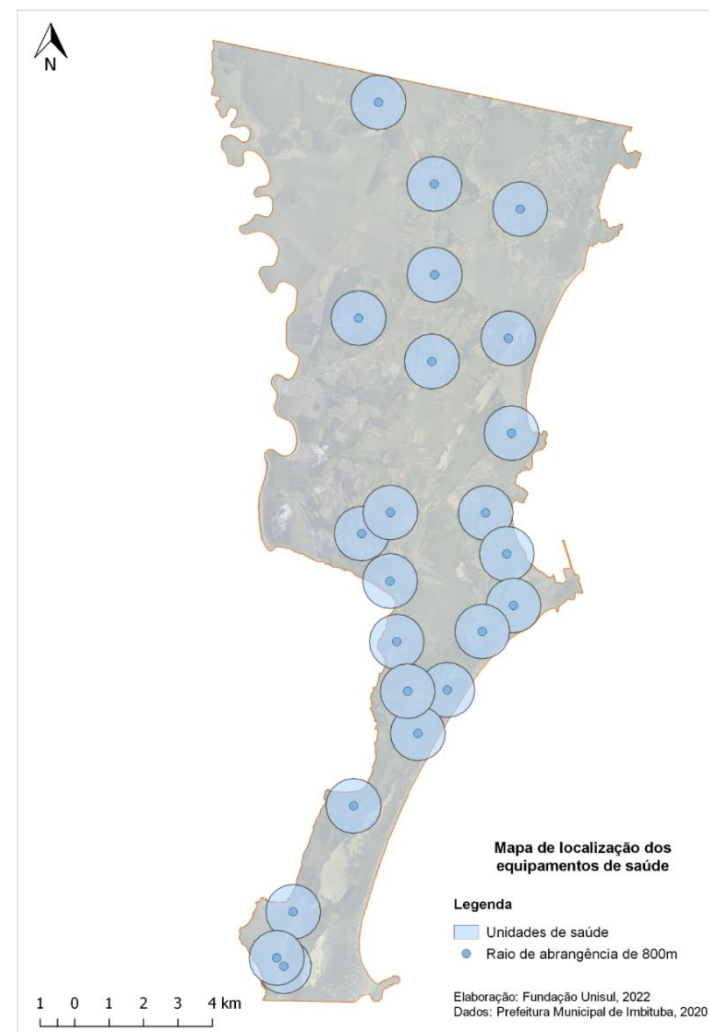 N
Mapa de localização dos
equipamentos de saúde
Legenda
Unidades de saúde
Raio de abrangência de 800m
1 0 1 2 3 4 km
Elaboração: Fundação Unisul, 2022
Dados: Prefeitura Municipal de Imbituba, 2020